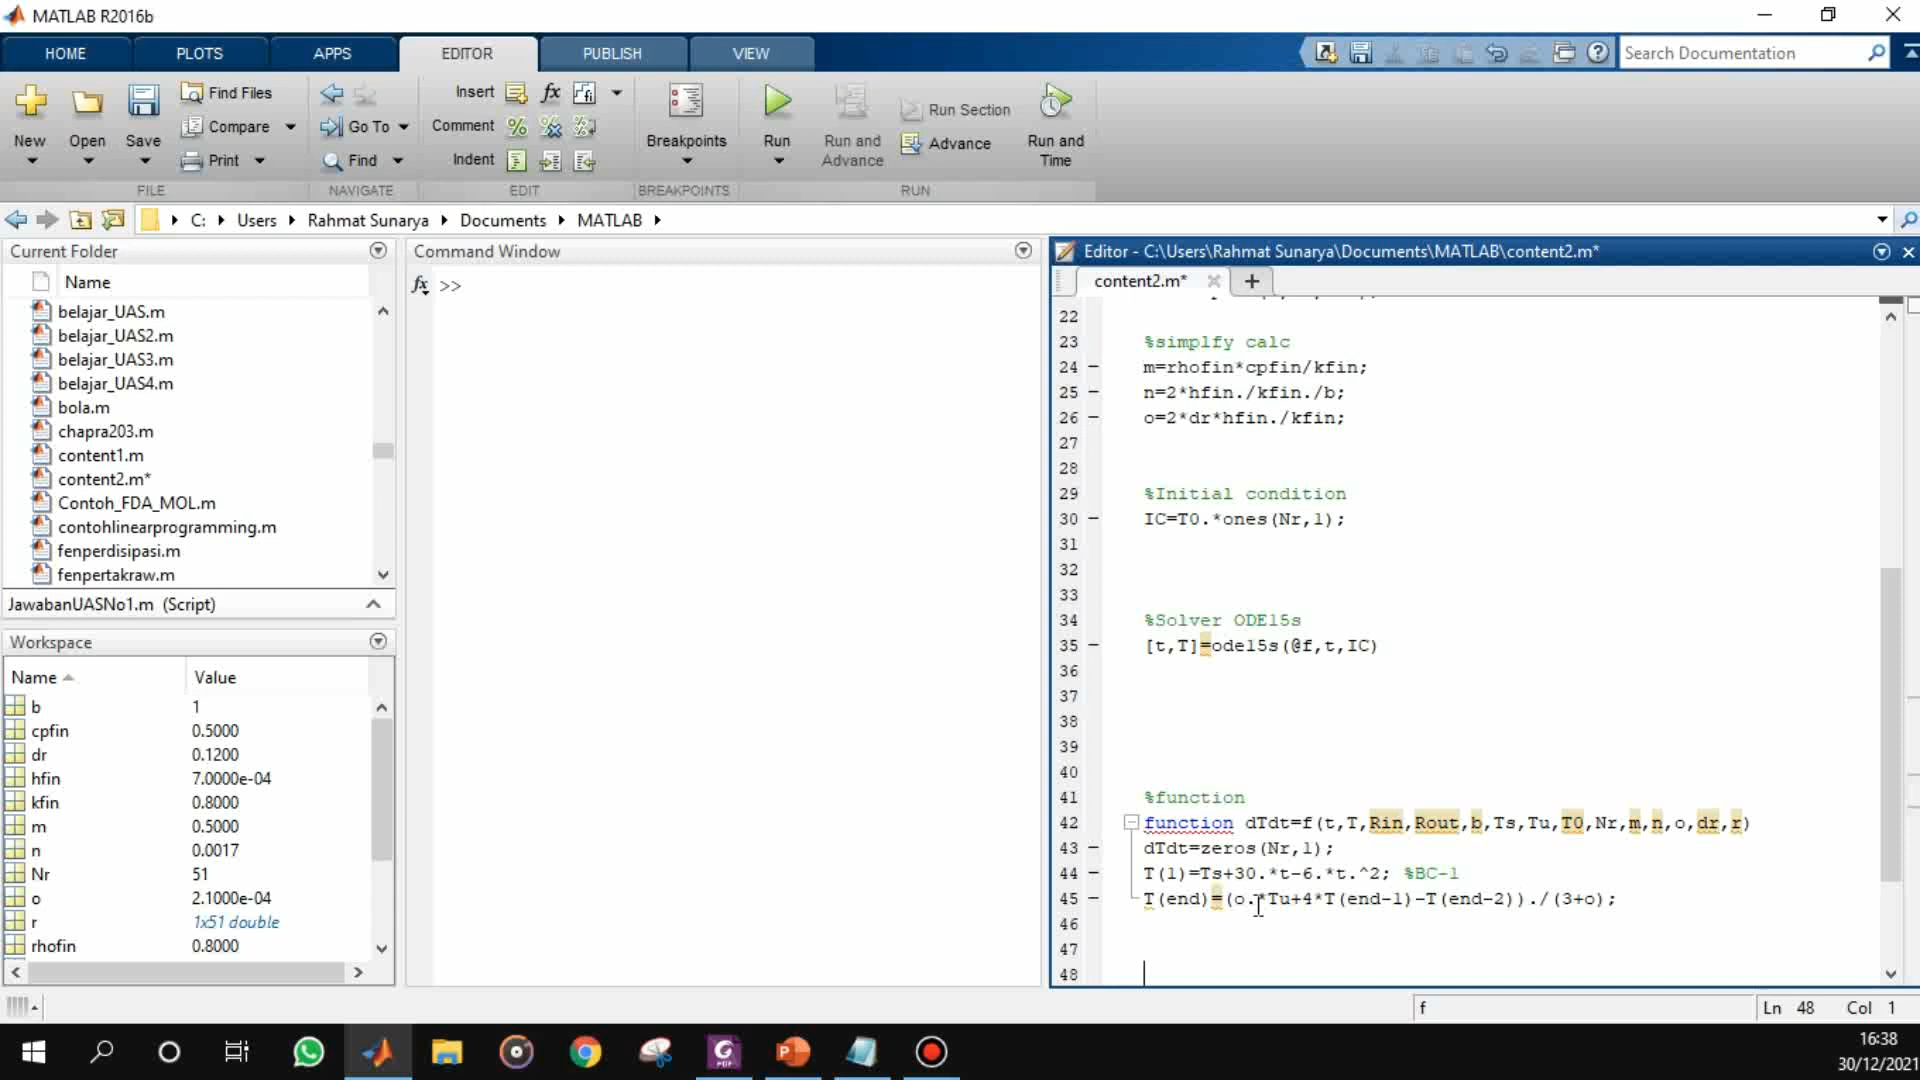 MATLAB R2016b
HOME PLOTS APPS EDITOR PUBLISH VIEW
Search Documentation
New Open Save Find Files Compare Print
Go To Find
Insert Comment Indent fx
Breakpoints
Run Run and Advance Run Section Advance Run and Time
FILE NAVIGATE EDIT BREAKPOINTS RUN
C: Users Rahmat Sunarya Documents MATLAB
Current Folder
Name
belajar_UAS.m
belajar_UAS2.m
belajar_UAS3.m
belajar_UAS4.m
bola.m
chapra203.m
content1.m
content2.m*
Contoh_FDA_MOL.m
contohlinearprogramming.m
fenperdisipasi.m
fenpertakraw.m
JawabanUASNo1.m (Script)
Workspace
Name Value
b 1
cpfin 0.5000
dr 0.1200
hfin 7.0000e-04
kfin 0.8000
m 0.5000
n 0.0017
Nr 51
o 2.1000e-04
r 1x51 double
rhofin 0.8000
Command Window
fx >>
Editor - C:\Users\Rahmat Sunarya\Documents\MATLAB\content2.m*
content2.m*
22
23 %simplfy calc
24 m=rhofin*cpfin/kfin;
25 n=2*hfin./kfin./b;
26 o=2*dr*hfin./kfin;
27
28
29 %Initial condition
30 IC=T0.*ones(Nr,1);
31
32
33
34 %Solver ODE15s
35 [t,T]=ode15s(@f,t,IC)
36
37
38
39
40
41 %function
42 function dTdt=f(t,T,Rin,Rout,b,Ts,Tu,T0,Nr,m,n,o,dr,r)
43 dTdt=zeros(Nr,1);
44 T(1)=Ts+30.*t-6.*t.^2; %BC-1
45 T(end)=(o.*Tu+4*T(end-1)-T(end-2))./(3+o);
46
47
48
f
Ln 48 Col 1
16:38
30/12/2021